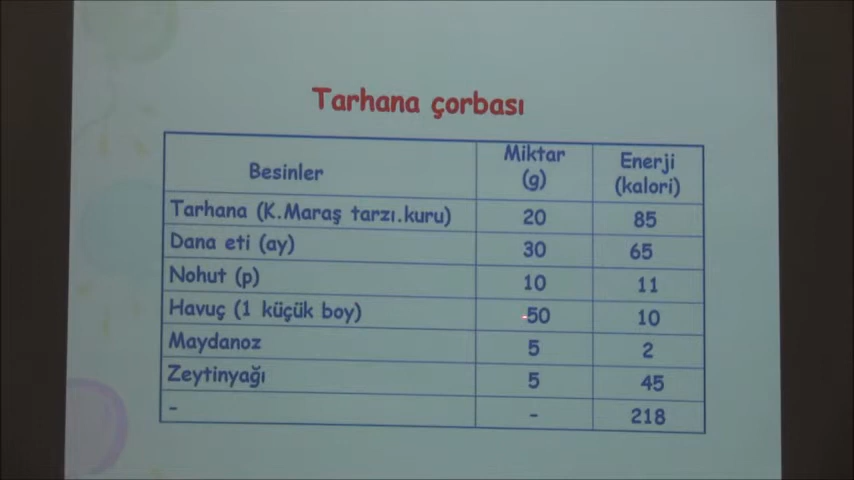 Tarhana çorbası
Besinler Miktar (g) Enerji (kalori)
Tarhana (K.Maraş tarzı.kuru) 20 85
Dana eti (ay) 30 65
Nohut (p) 10 11
Havuç (1 küçük boy) 50 10
Maydanoz 5 2
Zeytinyağı 5 45
- - 218